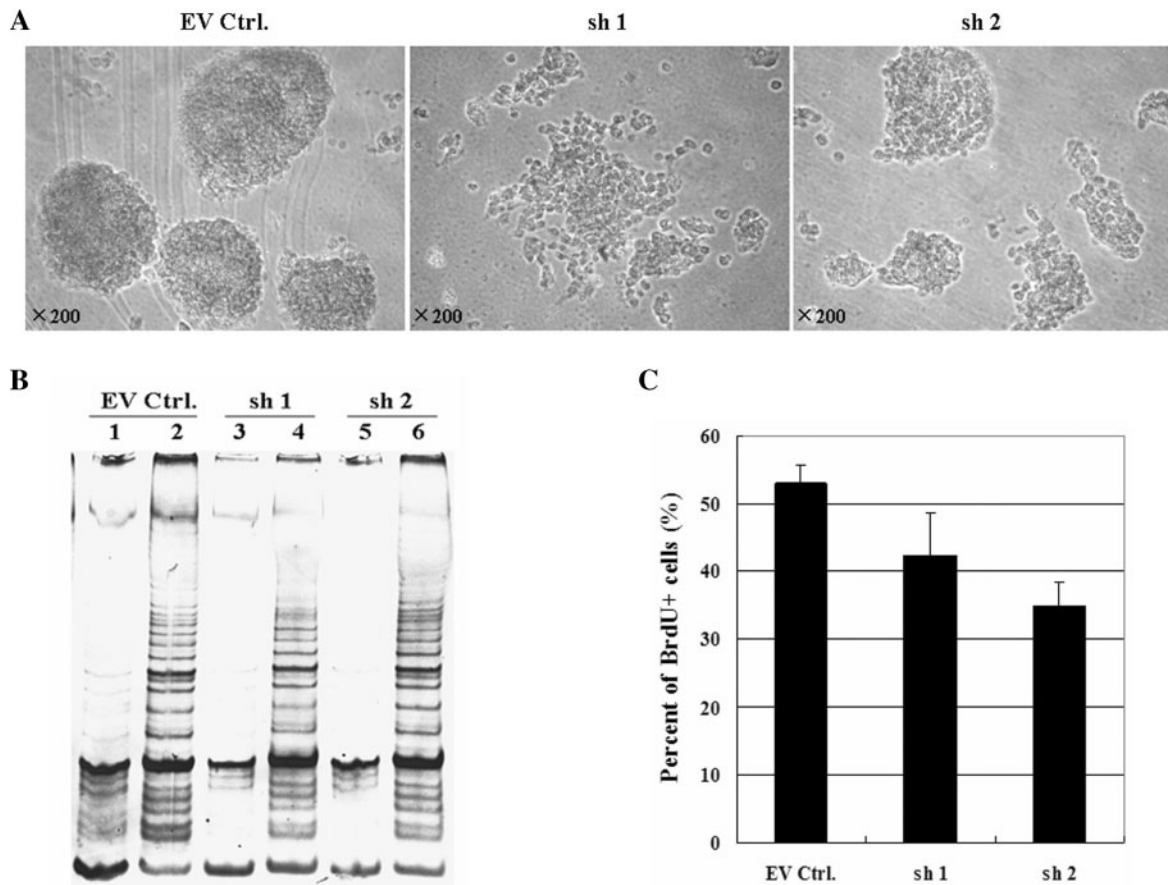 A
EV Ctrl. sh 1 sh 2
×200 ×200 ×200
B
EV Ctrl. sh 1 sh 2
1 2 3 4 5 6
C
Percent of BrdU+ cells (%)
60
50
40
30
20
10
0
EV Ctrl. sh 1 sh 2